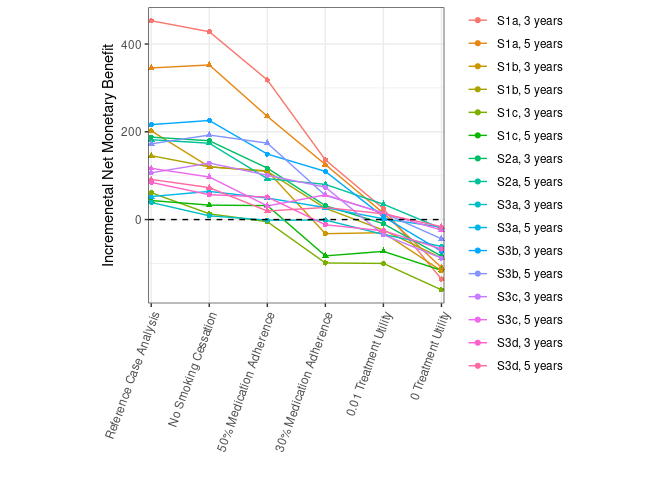 Incremenetal Net Monetary Benefit
400
200
0
Reference Case Analysis
No Smoking Cessation
50% Medication Adherence
30% Medication Adherence
0.01 Treatment Utility
0 Treatment Utility
S1a, 3 years
S1a, 5 years
S1b, 3 years
S1b, 5 years
S1c, 3 years
S1c, 5 years
S2a, 3 years
S2a, 5 years
S3a, 3 years
S3a, 5 years
S3b, 3 years
S3b, 5 years
S3c, 3 years
S3c, 5 years
S3d, 3 years
S3d, 5 years